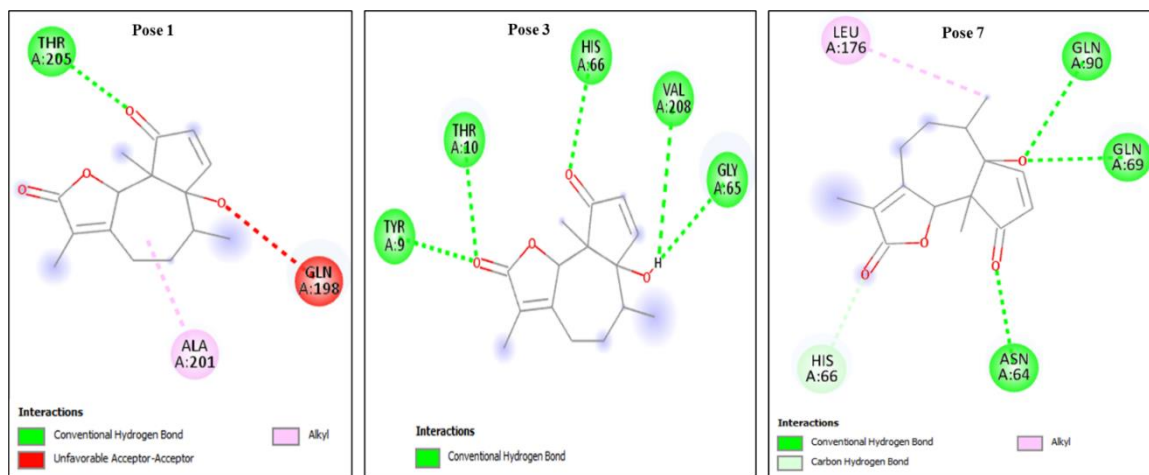 Pose 1
THR
A:205
O
O
O
O
GLN
A:198
ALA
A:201
Interactions
Conventional Hydrogen Bond
Unfavorable Acceptor-Acceptor
Alkyl
Pose 3
HIS
A:66
VAL
A:208
THR
A:10
GLY
A:65
TYR
A:9
O
O
O
H
O
Interactions
Conventional Hydrogen Bond
Pose 7
LEU
A:176
GLN
A:90
GLN
A:69
O
O
O
O
HIS
A:66
ASN
A:64
Interactions
Conventional Hydrogen Bond
Carbon Hydrogen Bond
Alkyl